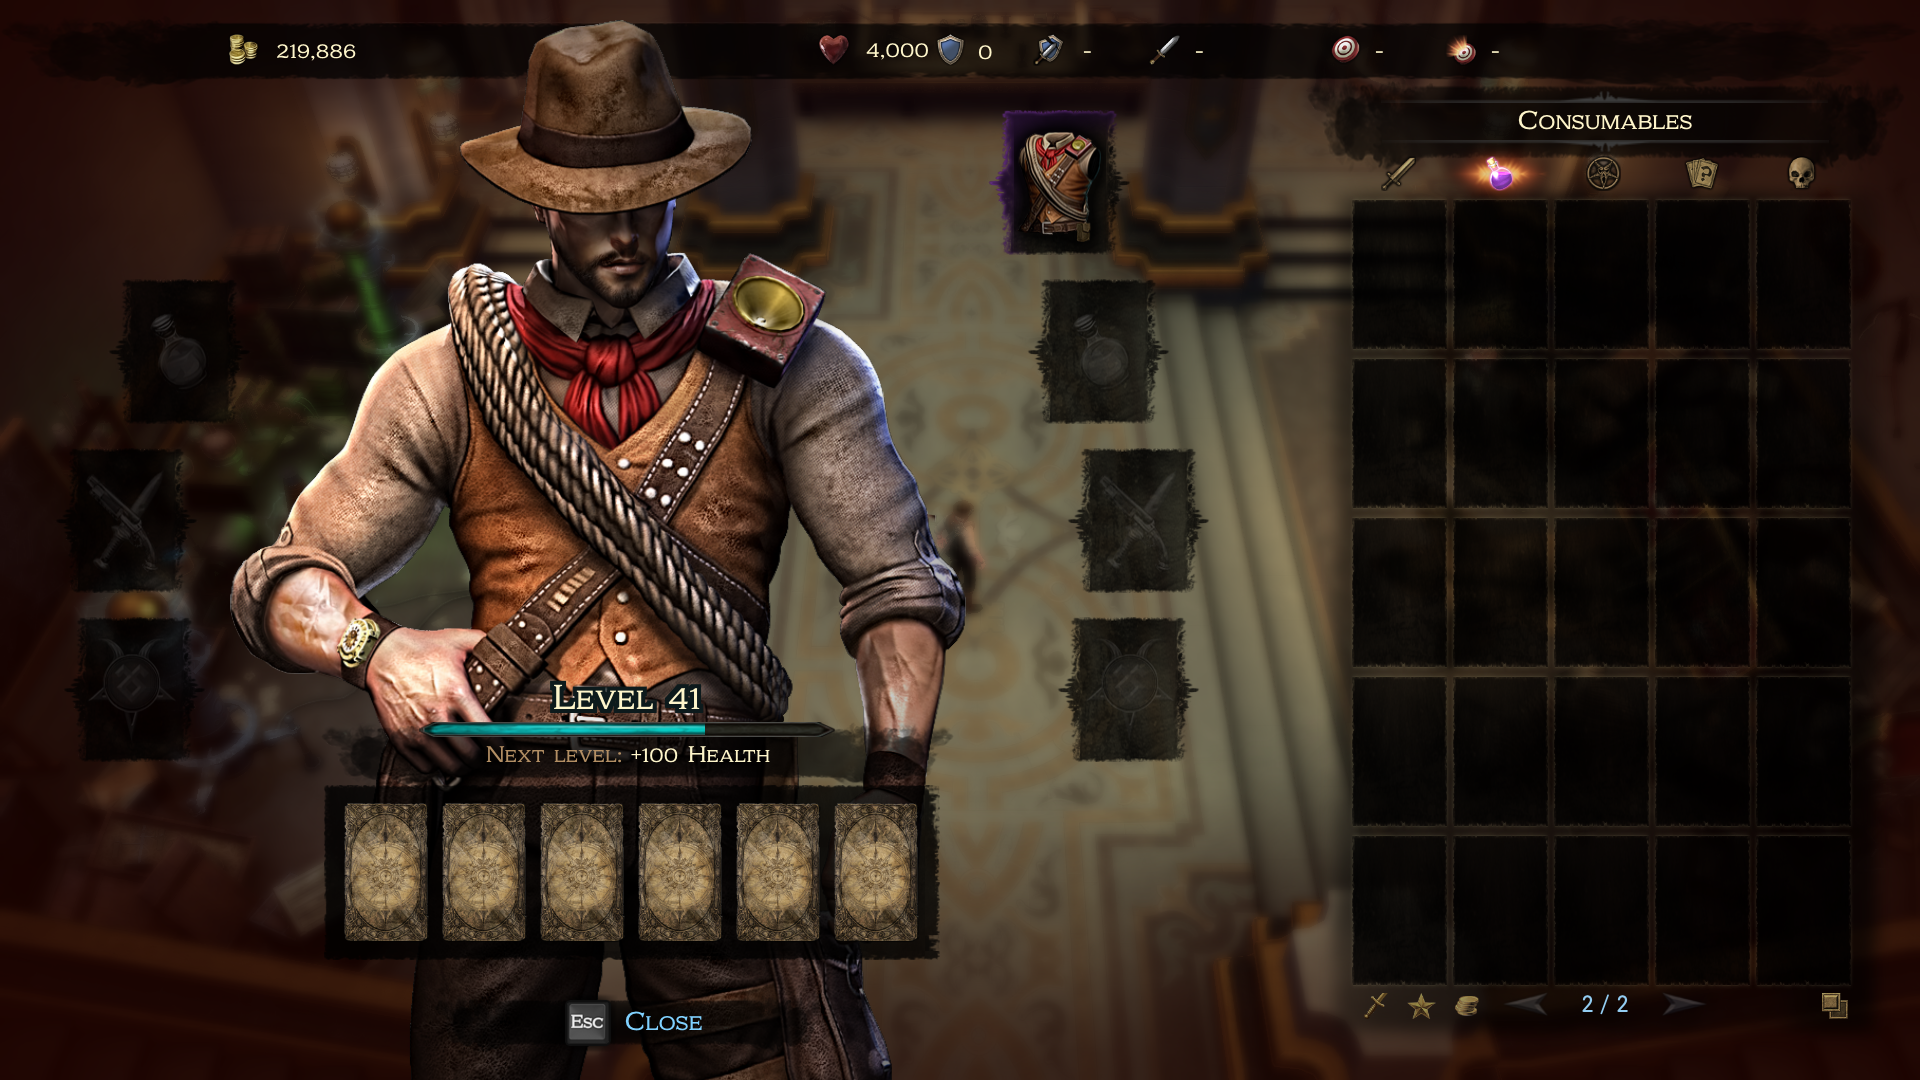 219,886
4,000
0
-
-
-
-
Consumables
Level 41
Next level: +100 Health
Esc
Close
2 / 2